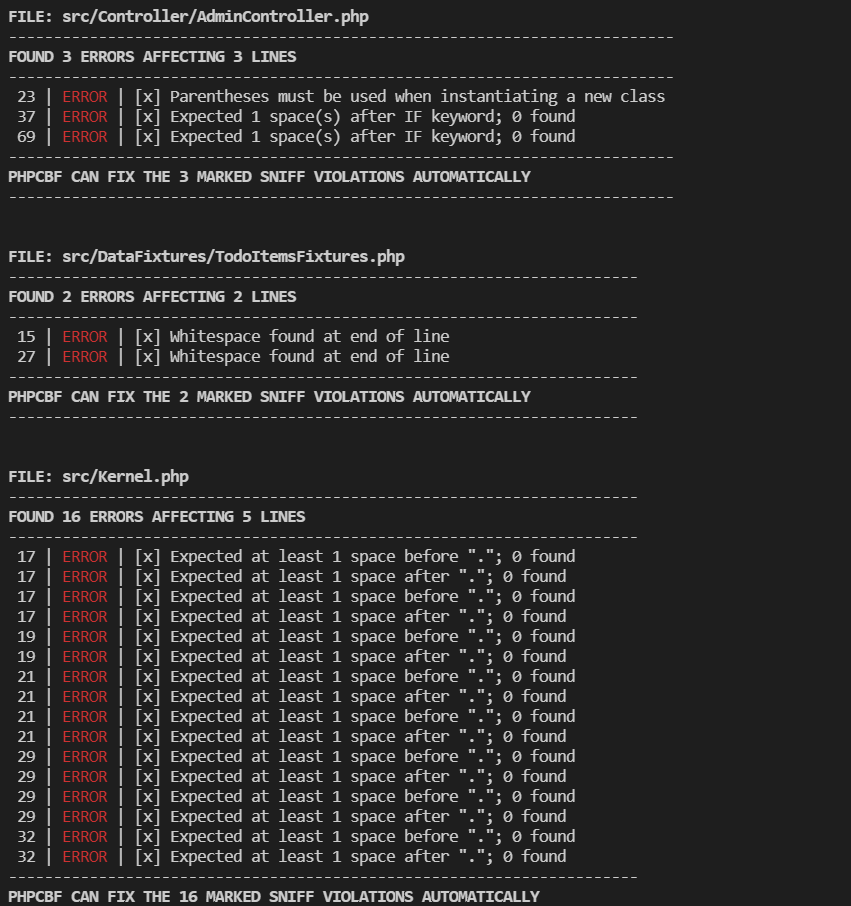 FILE: src/Controller/AdminController.php
--------------------------------------------------------------------------
FOUND 3 ERRORS AFFECTING 3 LINES
--------------------------------------------------------------------------
 23 | ERROR | [x] Parentheses must be used when instantiating a new class
 37 | ERROR | [x] Expected 1 space(s) after IF keyword; 0 found
 69 | ERROR | [x] Expected 1 space(s) after IF keyword; 0 found
--------------------------------------------------------------------------
PHPCBF CAN FIX THE 3 MARKED SNIFF VIOLATIONS AUTOMATICALLY
--------------------------------------------------------------------------
FILE: src/DataFixtures/TodoItemsFixtures.php
----------------------------------------------------------------------
FOUND 2 ERRORS AFFECTING 2 LINES
----------------------------------------------------------------------
 15 | ERROR | [x] Whitespace found at end of line
 27 | ERROR | [x] Whitespace found at end of line
----------------------------------------------------------------------
PHPCBF CAN FIX THE 2 MARKED SNIFF VIOLATIONS AUTOMATICALLY
----------------------------------------------------------------------
FILE: src/Kernel.php
----------------------------------------------------------------------
FOUND 16 ERRORS AFFECTING 5 LINES
----------------------------------------------------------------------
 17 | ERROR | [x] Expected at least 1 space before "."; 0 found
 17 | ERROR | [x] Expected at least 1 space after "."; 0 found
 17 | ERROR | [x] Expected at least 1 space before "."; 0 found
 17 | ERROR | [x] Expected at least 1 space after "."; 0 found
 19 | ERROR | [x] Expected at least 1 space before "."; 0 found
 19 | ERROR | [x] Expected at least 1 space after "."; 0 found
 21 | ERROR | [x] Expected at least 1 space before "."; 0 found
 21 | ERROR | [x] Expected at least 1 space after "."; 0 found
 21 | ERROR | [x] Expected at least 1 space before "."; 0 found
 21 | ERROR | [x] Expected at least 1 space after "."; 0 found
 29 | ERROR | [x] Expected at least 1 space before "."; 0 found
 29 | ERROR | [x] Expected at least 1 space after "."; 0 found
 29 | ERROR | [x] Expected at least 1 space before "."; 0 found
 29 | ERROR | [x] Expected at least 1 space after "."; 0 found
 32 | ERROR | [x] Expected at least 1 space before "."; 0 found
 32 | ERROR | [x] Expected at least 1 space after "."; 0 found
----------------------------------------------------------------------
PHPCBF CAN FIX THE 16 MARKED SNIFF VIOLATIONS AUTOMATICALLY